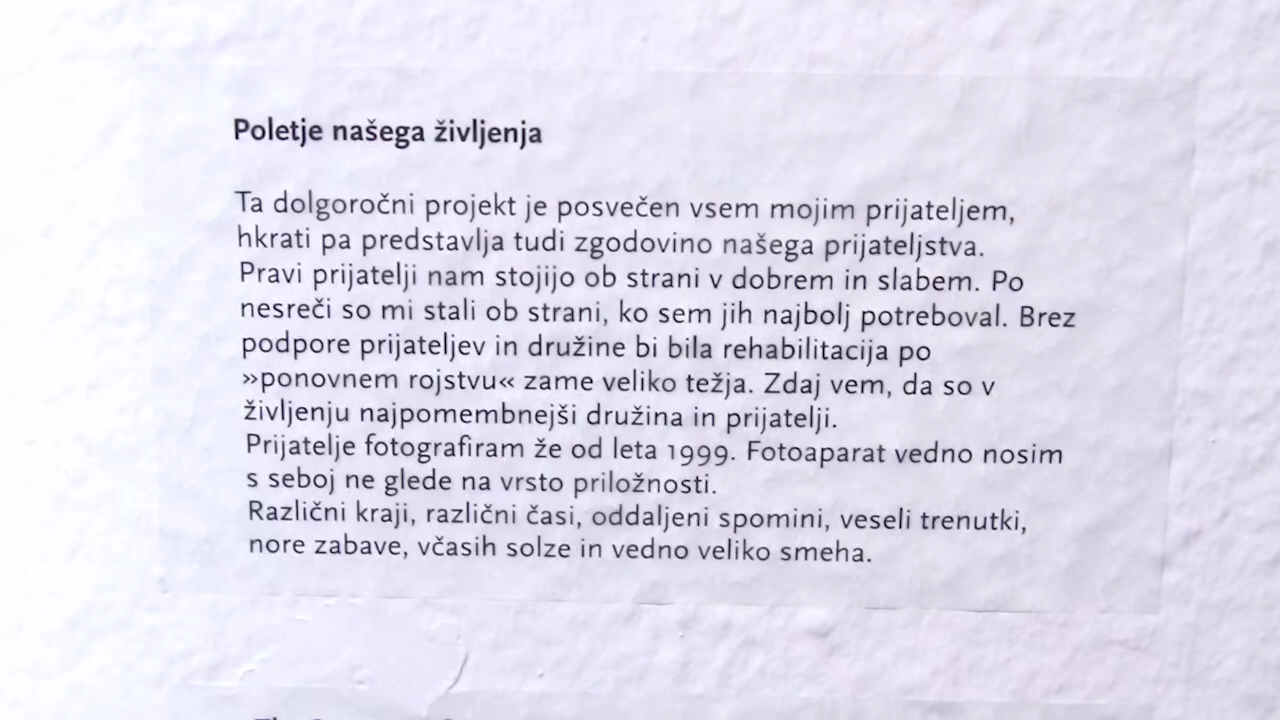 Poletje našega življenja
Ta dolgoročni projekt je posvečen vsem mojim prijateljem,
hkrati pa predstavlja tudi zgodovino našega prijateljstva.
Pravi prijatelji nam stojijo ob strani v dobrem in slabem. Po
nesreči so mi stali ob strani, ko sem jih najbolj potreboval. Brez
podpore prijateljev in družine bi bila rehabilitacija po
»ponovnem rojstvu« zame veliko težja. Zdaj vem, da so v
življenju najpomembnejši družina in prijatelji.
Prijatelje fotografiram že od leta 1999. Fotoaparat vedno nosim
s seboj ne glede na vrsto priložnosti.
Različni kraji, različni časi, oddaljeni spomini, veseli trenutki,
nore zabave, včasih solze in vedno veliko smeha.